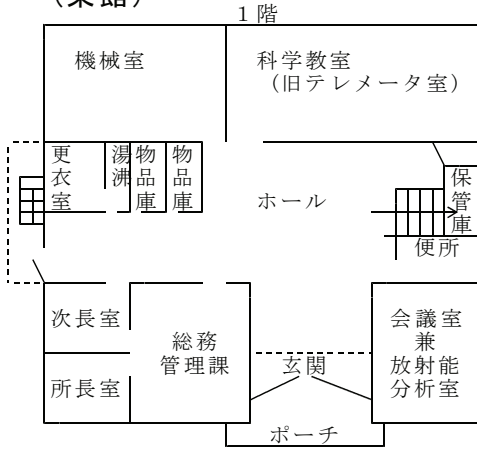 （東館）
1階
機械室
科学教室
（旧テレメータ室）
更衣室
湯沸
物品庫
物品庫
ホール
保管庫
便所
次長室
所長室
総務
管理課
玄関
会議室
兼
放射能
分析室
ポーチ